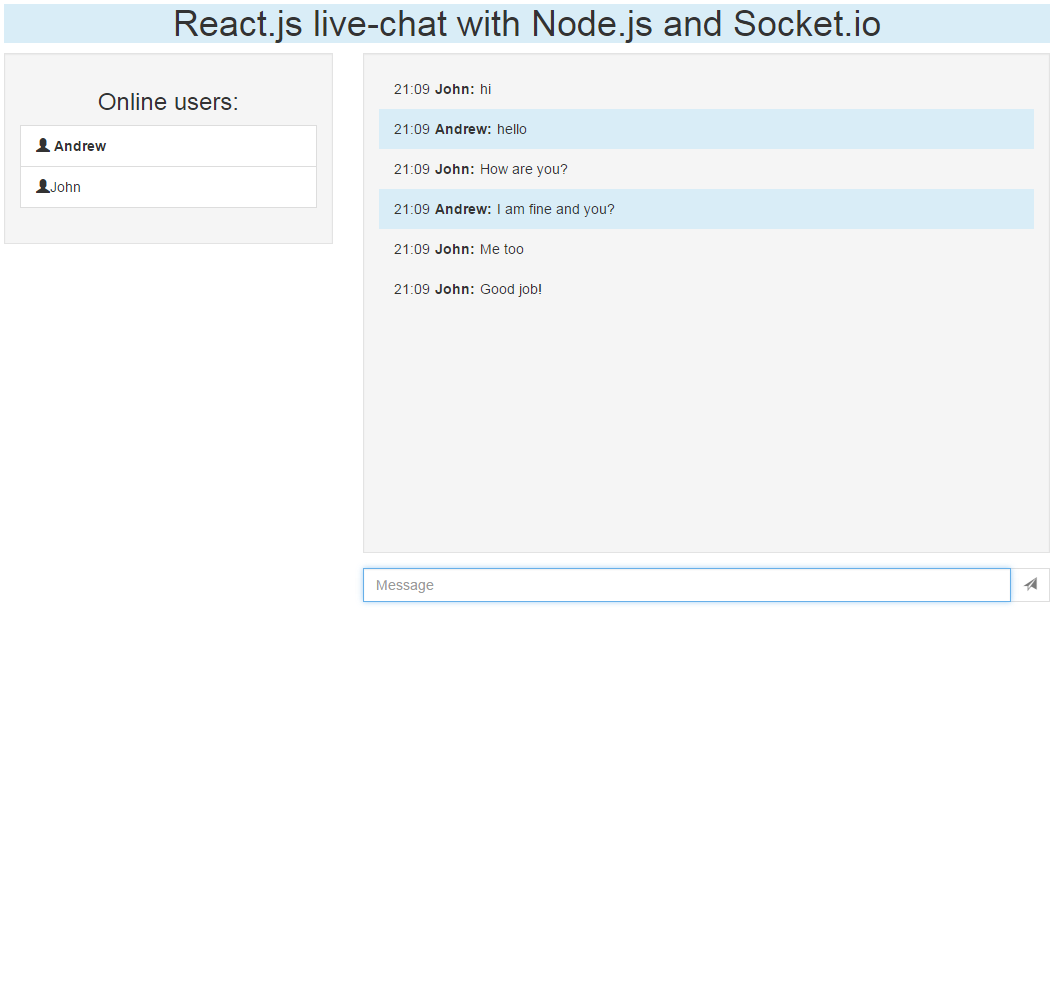 React.js live-chat with Node.js and Socket.io
Online users:
Andrew
John
21:09 John: hi
21:09 Andrew: hello
21:09 John: How are you?
21:09 Andrew: I am fine and you?
21:09 John: Me too
21:09 John: Good job!
Message